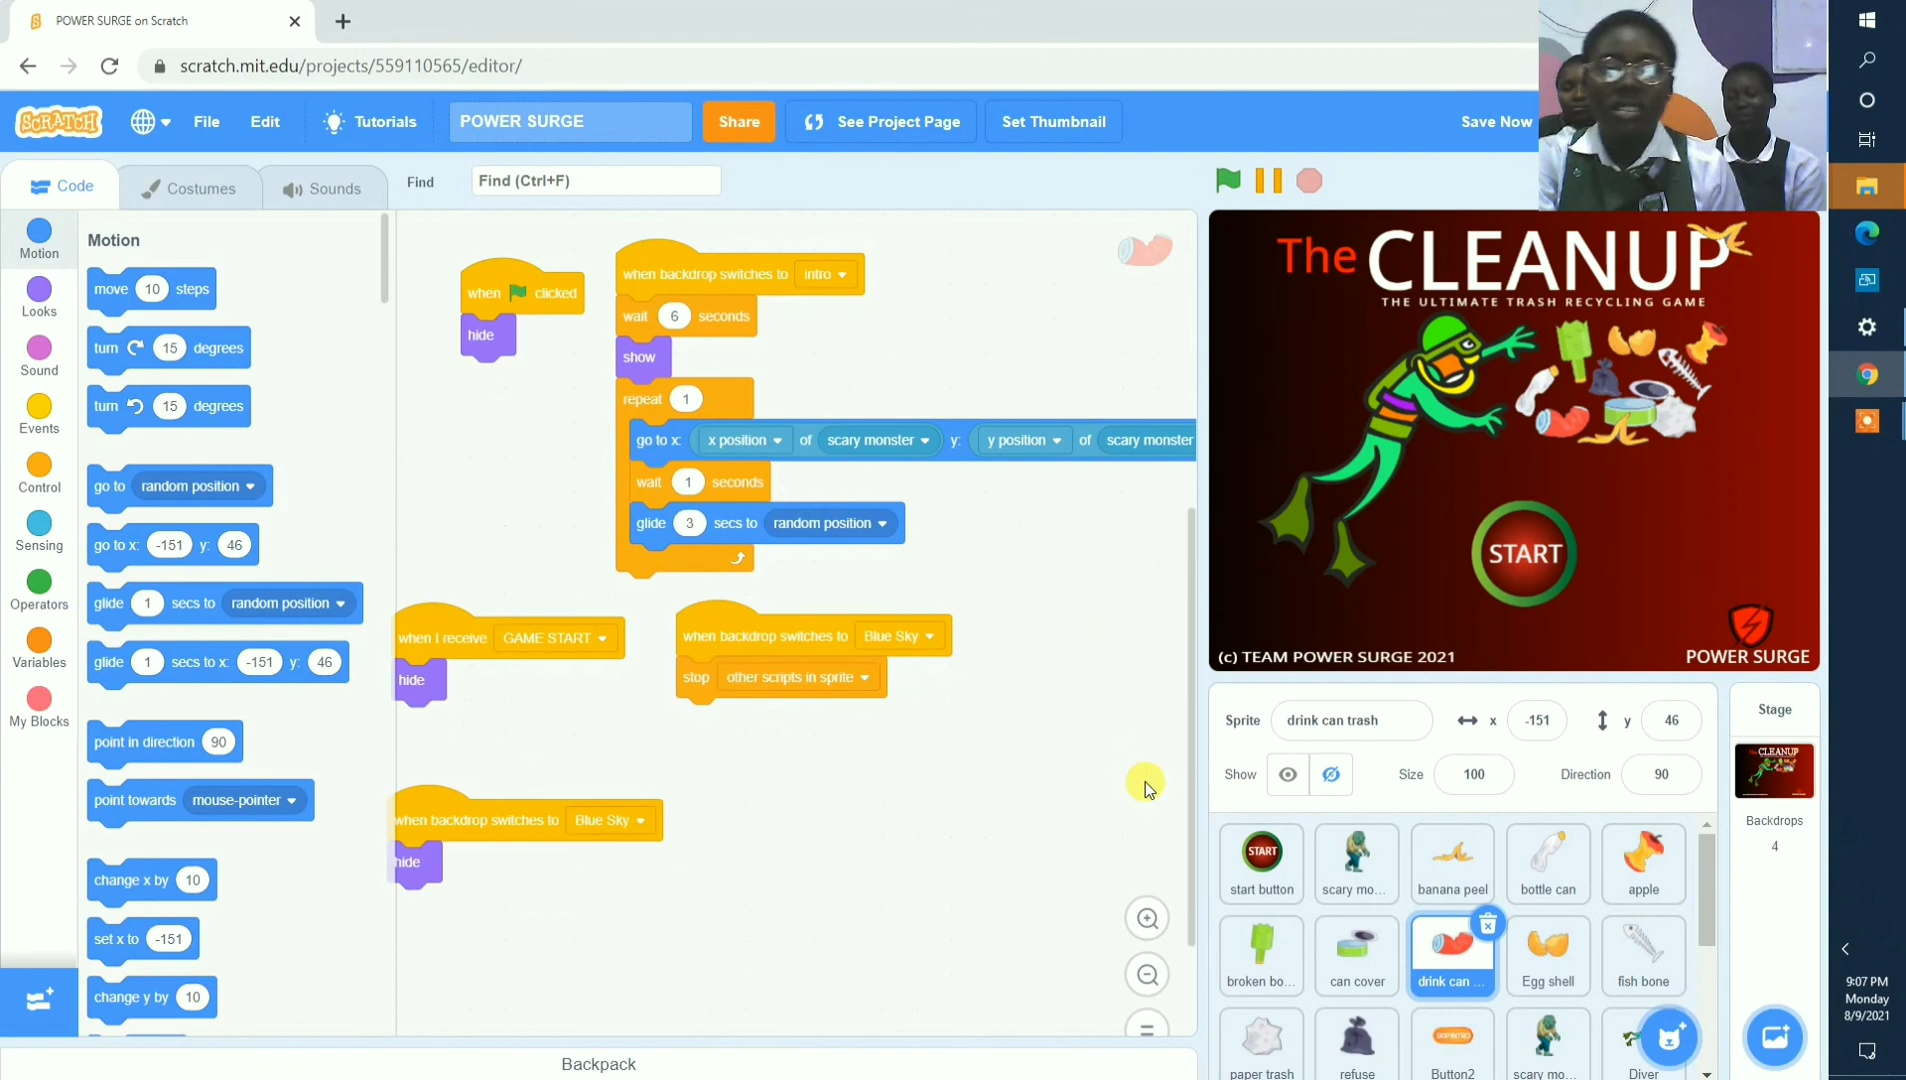 POWER SURGE on Scratch
scratch.mit.edu/projects/559110565/editor/
SCRATCH
File
Edit
Tutorials
POWER SURGE
Share
See Project Page
Set Thumbnail
Save Now
Code
Costumes
Sounds
Find
Find (Ctrl+F)
Motion
Looks
Sound
Events
Control
Sensing
Operators
Variables
My Blocks
Motion
move 10 steps
turn 15 degrees
turn 15 degrees
go to random position
go to x: -151 y: 46
glide 1 secs to random position
glide 1 secs to x: -151 y: 46
point in direction 90
point towards mouse-pointer
change x by 10
set x to -151
change y by 10
when clicked
hide
when backdrop switches to intro
wait 6 seconds
show
repeat 1
go to x: x position of scary monster y: y position of scary monster
wait 1 seconds
glide 3 secs to random position
when I receive GAME START
hide
when backdrop switches to Blue Sky
stop other scripts in sprite
when backdrop switches to Blue Sky
hide
Backpack
The CLEANUP
THE ULTIMATE TRASH RECYCLING GAME
START
(c) TEAM POWER SURGE 2021
POWER SURGE
Sprite drink can trash x -151 y 46
Show Size 100 Direction 90
START
start button
scary mo...
banana peel
bottle can
apple
broken bo...
can cover
drink can ...
Egg shell
fish bone
paper trash
refuse
SKIP INTRO
Button2
scary mo...
Diver
Stage
The CLEANUP
Backdrops
4
9:07 PM
Monday
8/9/2021